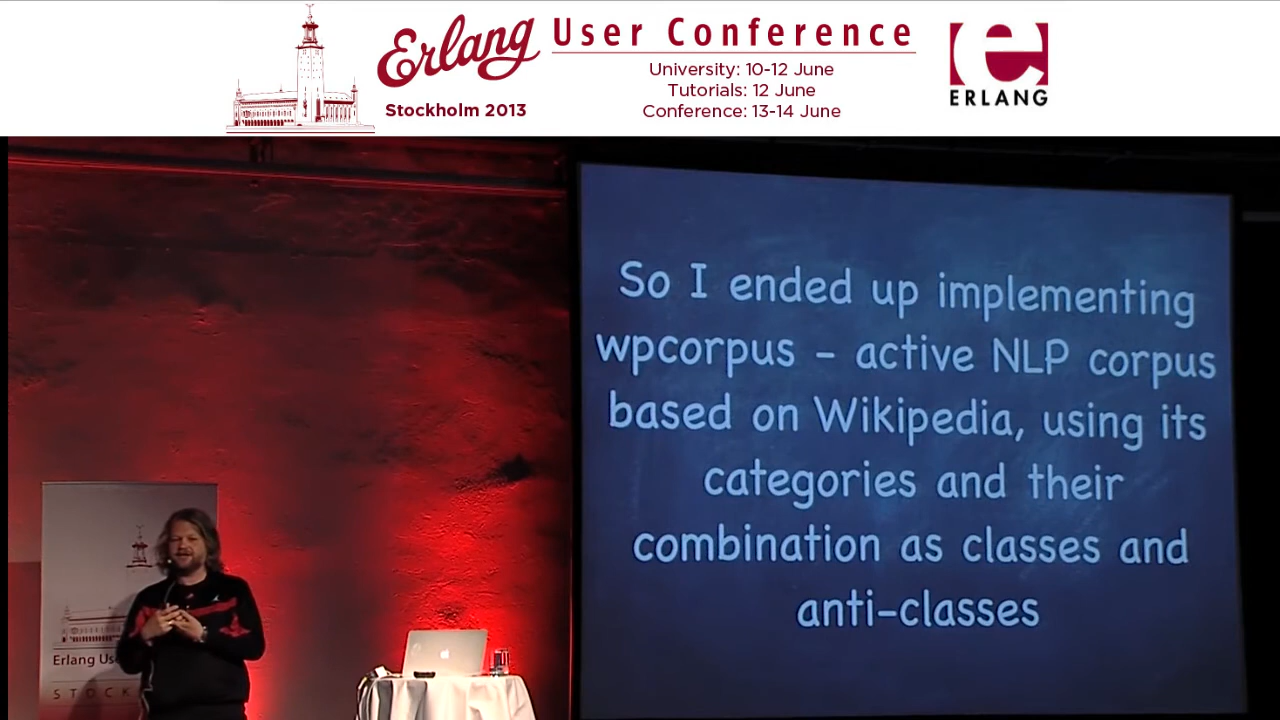 Erlang User Conference
Stockholm 2013
University: 10-12 June
Tutorials: 12 June
Conference: 13-14 June
ERLANG
So I ended up implementing
wpcorpus - active NLP corpus
based on Wikipedia, using its
categories and their
combination as classes and
anti-classes
Erlang
STOCK